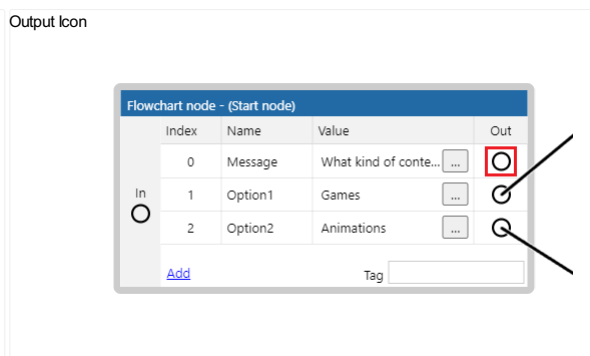 Output Icon
Flowchart node - (Start node)
Index Name Value Out
0 Message What kind of conte... ...
In
1 Option1 Games ...
2 Option2 Animations ...
Add Tag